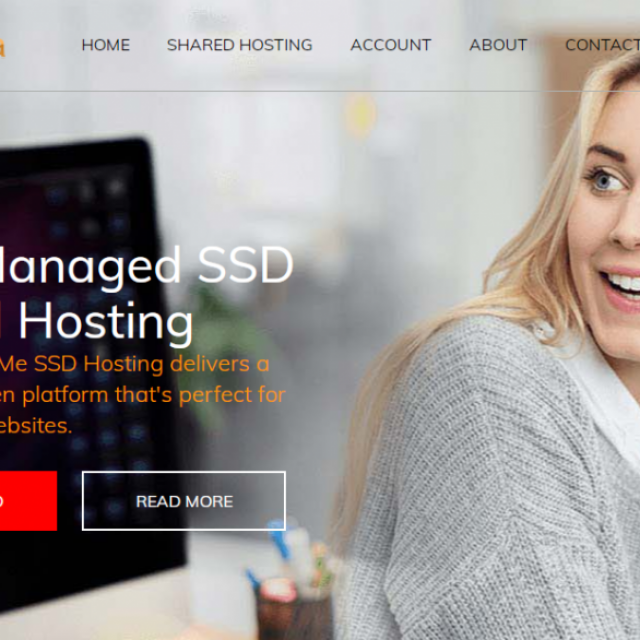 HOME SHARED HOSTING ACCOUNT ABOUT CONTACT
Managed SSD
Hosting
Me SSD Hosting delivers a
en platform that's perfect for
ebsites.
READ MORE